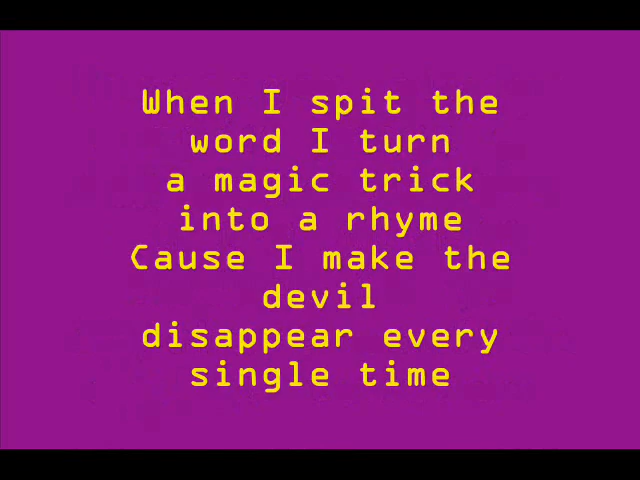 When I spit the
word I turn
a magic trick
into a rhyme
Cause I make the
devil
disappear every
single time